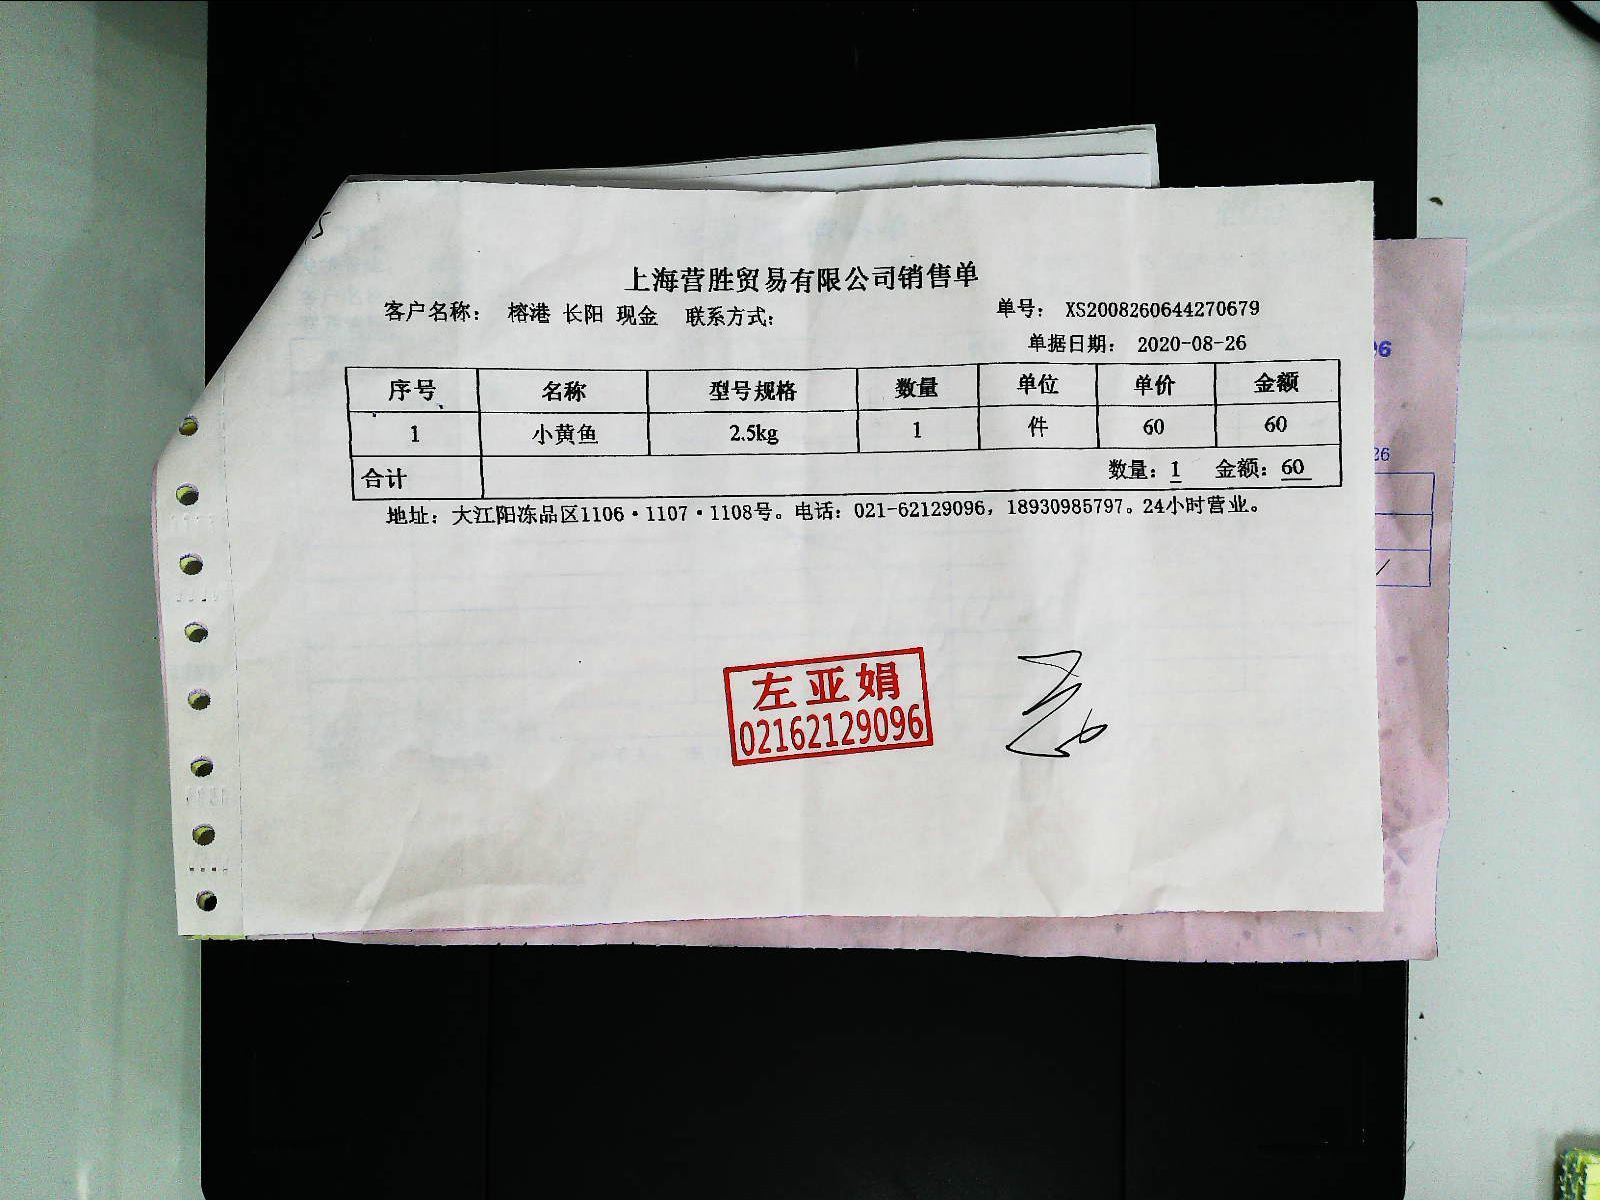 上海营胜贸易有限公司销售单
客户名称: 榕港 长阳 现金 联系方式: 单号: XS2008260644270679
单据日期: 2020-08-26
序号 名称 型号规格 数量 单位 单价 金额
1 小黄鱼 2.5kg 1 件 60 60
合计 数量: 1 金额: 60
地址: 大江阳冻品区1106·1107·1108号。电话: 021-62129096, 18930985797。24小时营业。
左亚娟
02162129096
96
26